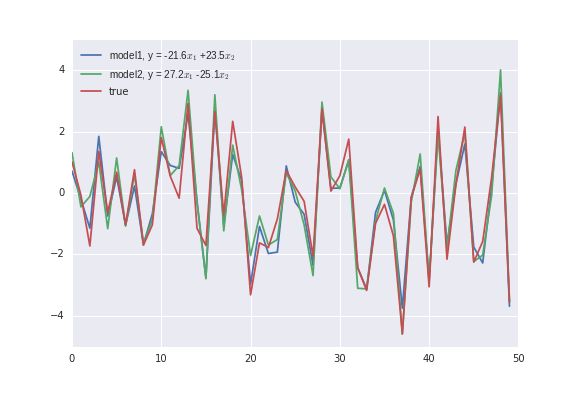 model1, y = -21.6x₁ +23.5x₂
model2, y = 27.2x₁ -25.1x₂
true
4
2
0
−2
−4
0 10 20 30 40 50